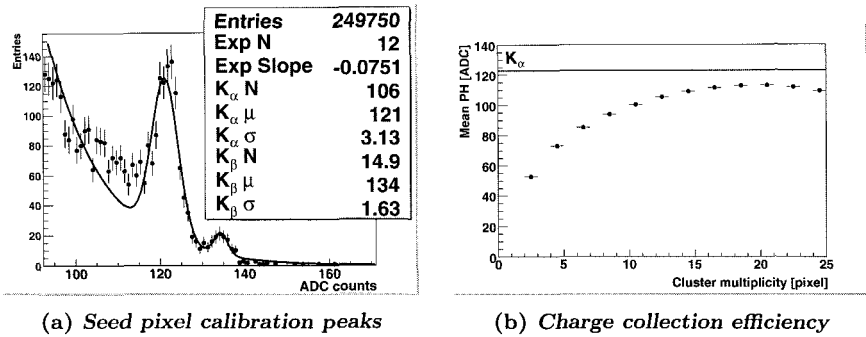 Entries 249750
Exp N 12
Exp Slope -0.0751
Kα N 106
Kα μ 121
Kα σ 3.13
Kβ N 14.9
Kβ μ 134
Kβ σ 1.63
Entries
140
120
100
80
60
40
20
0
100 120 140 160
ADC counts
(a) Seed pixel calibration peaks
Mean PH [ADC]
140
120
100
80
60
40
20
0
Kα
0 5 10 15 20 25
Cluster multiplicity [pixel]
(b) Charge collection efficiency